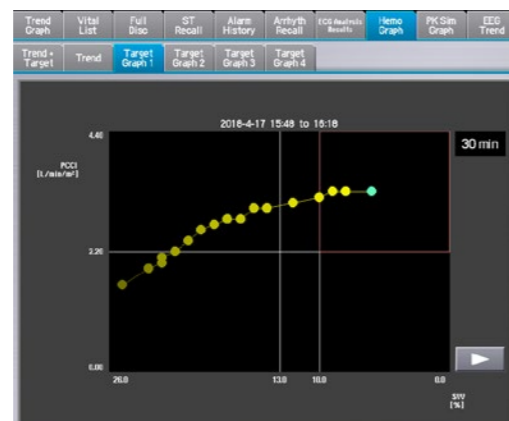 Trend Graph
Vital List
Full Disc
ST Recall
Alarm History
Arrhyth Recall
ECG Analysis Results
Hemo Graph
PK Sim Graph
EEG Trend
Trend + Target
Trend
Target Graph 1
Target Graph 2
Target Graph 3
Target Graph 4
2016-4-17 15:48 to 16:18
30 min
4.40
PCCI
[L/min/m²]
2.20
0.00
26.0
13.0
10.0
0.0
SVV
[%]